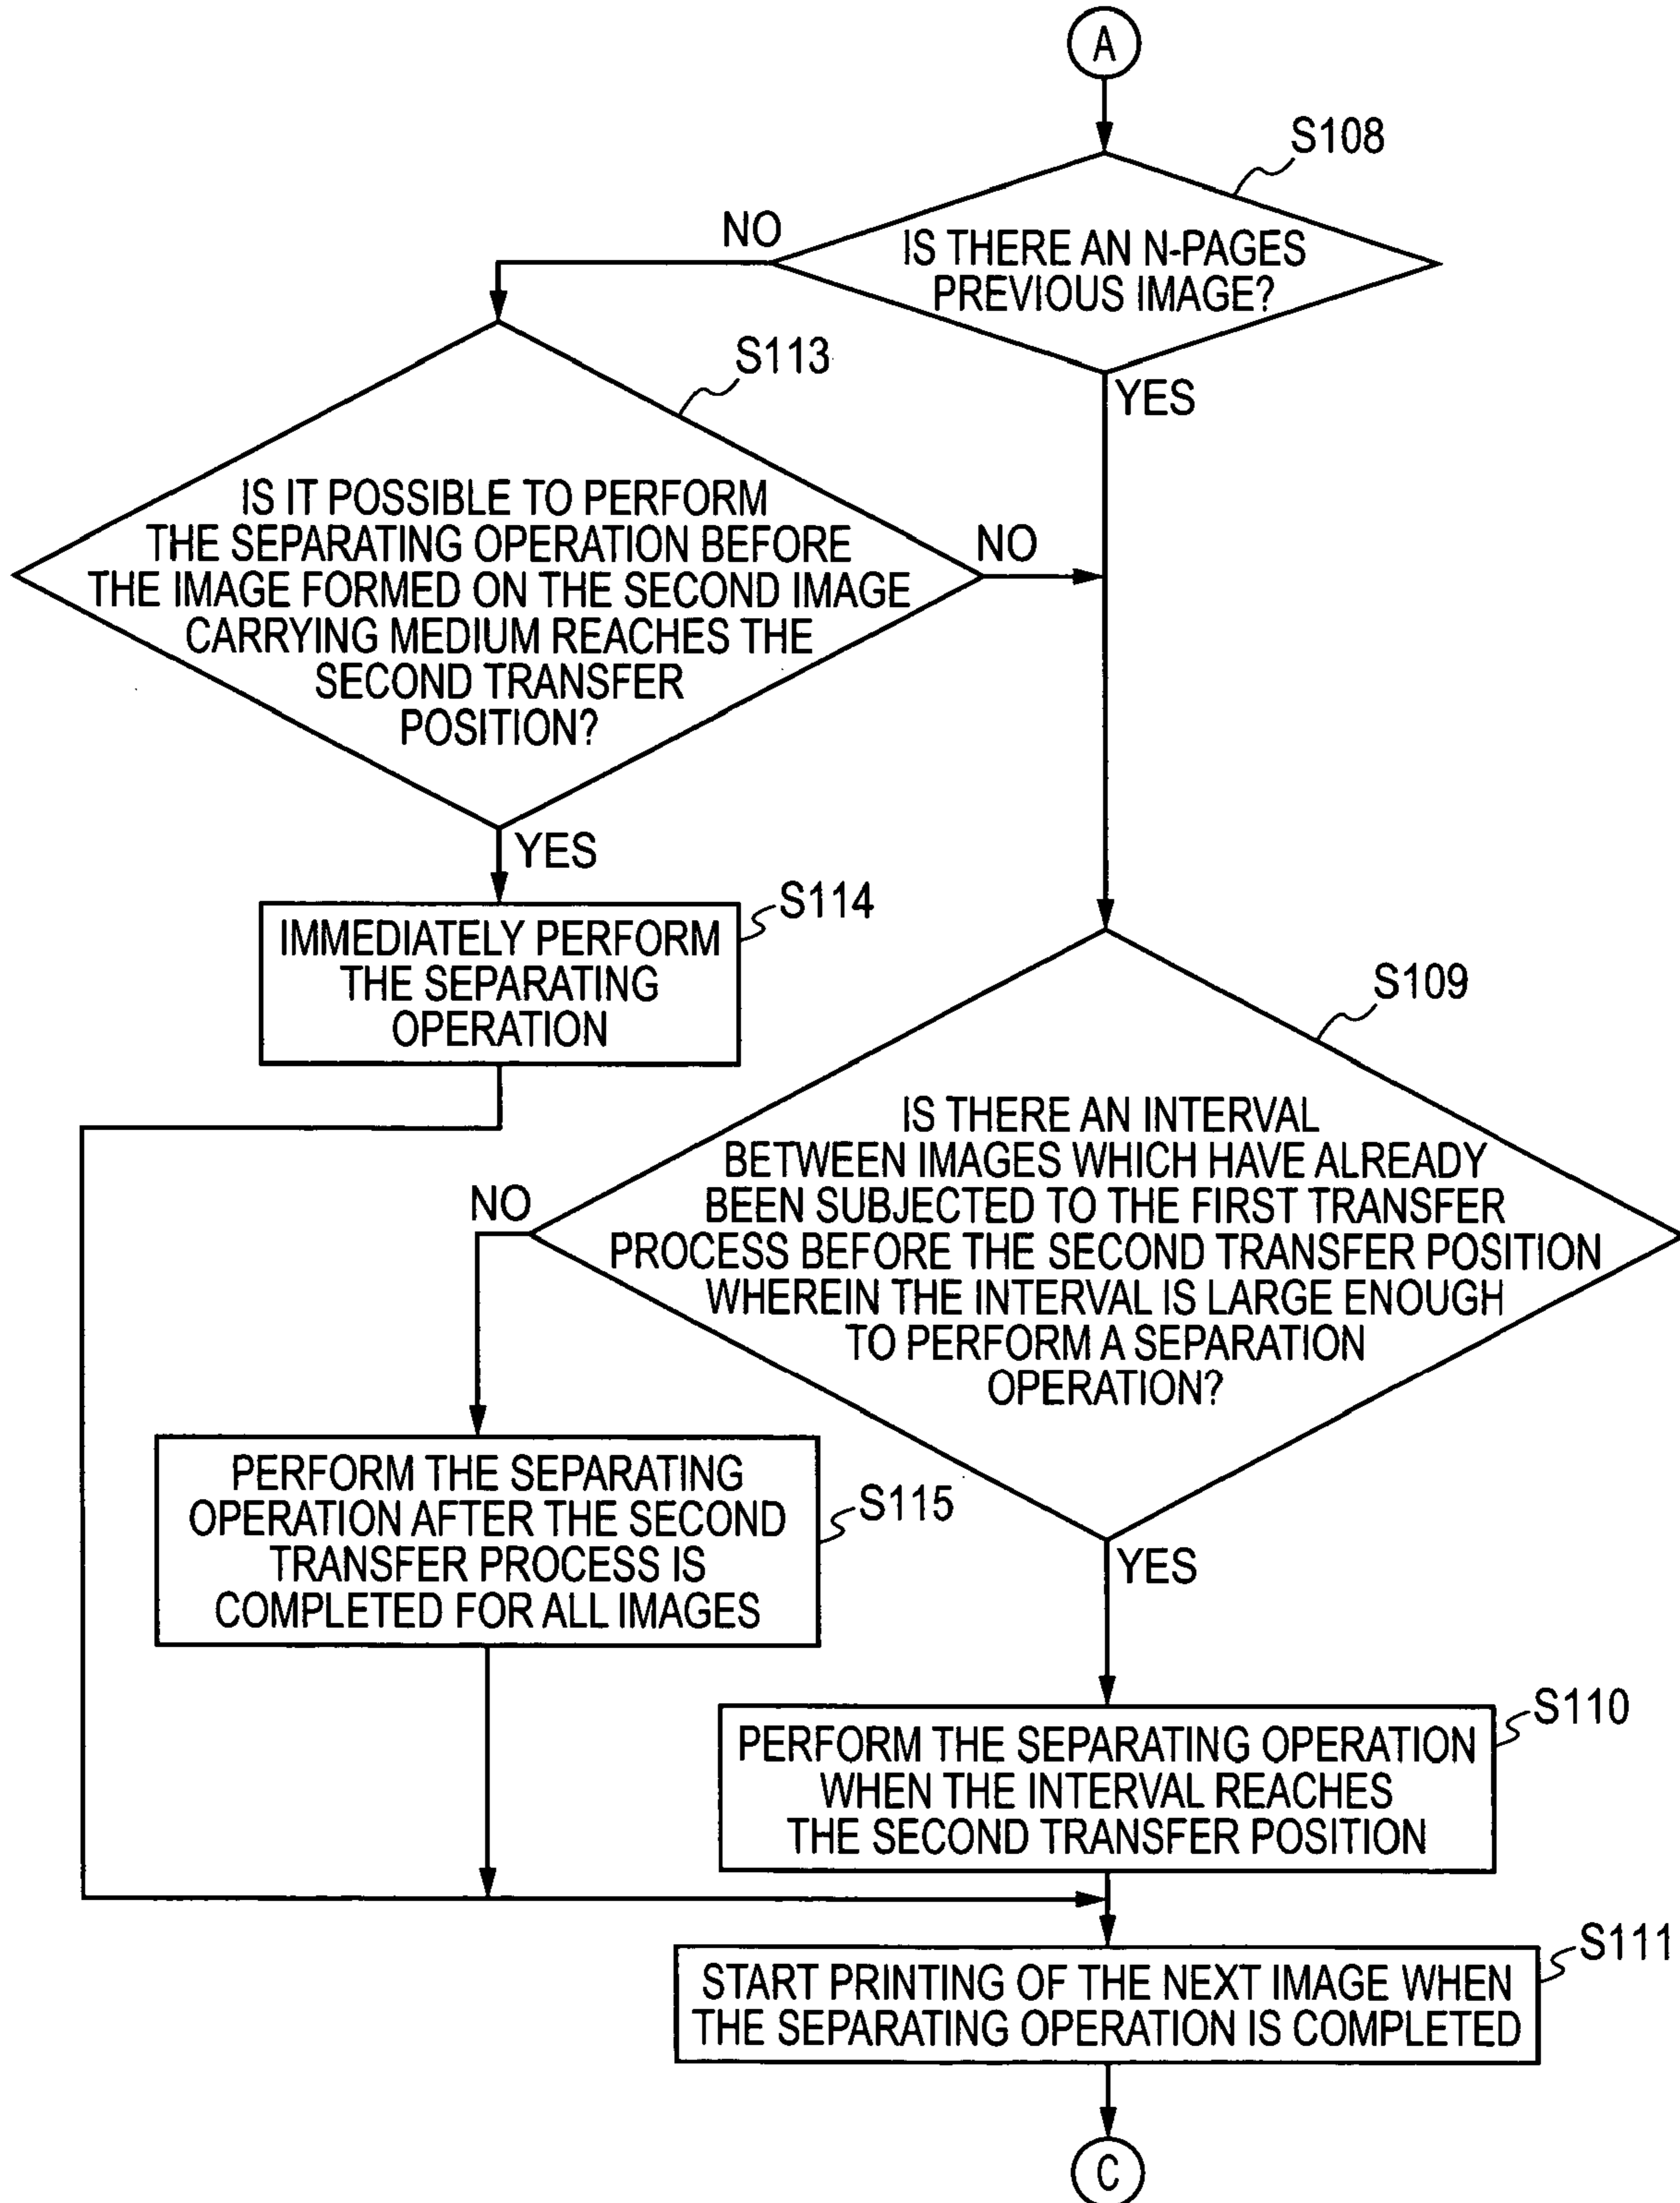 A
S108
NO
IS THERE AN N-PAGES
PREVIOUS IMAGE?
YES
S113
IS IT POSSIBLE TO PERFORM
THE SEPARATING OPERATION BEFORE
THE IMAGE FORMED ON THE SECOND IMAGE
CARRYING MEDIUM REACHES THE
SECOND TRANSFER
POSITION?
NO
YES
S114
IMMEDIATELY PERFORM
THE SEPARATING
OPERATION
S109
IS THERE AN INTERVAL
BETWEEN IMAGES WHICH HAVE ALREADY
BEEN SUBJECTED TO THE FIRST TRANSFER
PROCESS BEFORE THE SECOND TRANSFER POSITION
WHEREIN THE INTERVAL IS LARGE ENOUGH
TO PERFORM A SEPARATION
OPERATION?
NO
YES
S115
PERFORM THE SEPARATING
OPERATION AFTER THE SECOND
TRANSFER PROCESS IS
COMPLETED FOR ALL IMAGES
S110
PERFORM THE SEPARATING OPERATION
WHEN THE INTERVAL REACHES
THE SECOND TRANSFER POSITION
S111
START PRINTING OF THE NEXT IMAGE WHEN
THE SEPARATING OPERATION IS COMPLETED
C